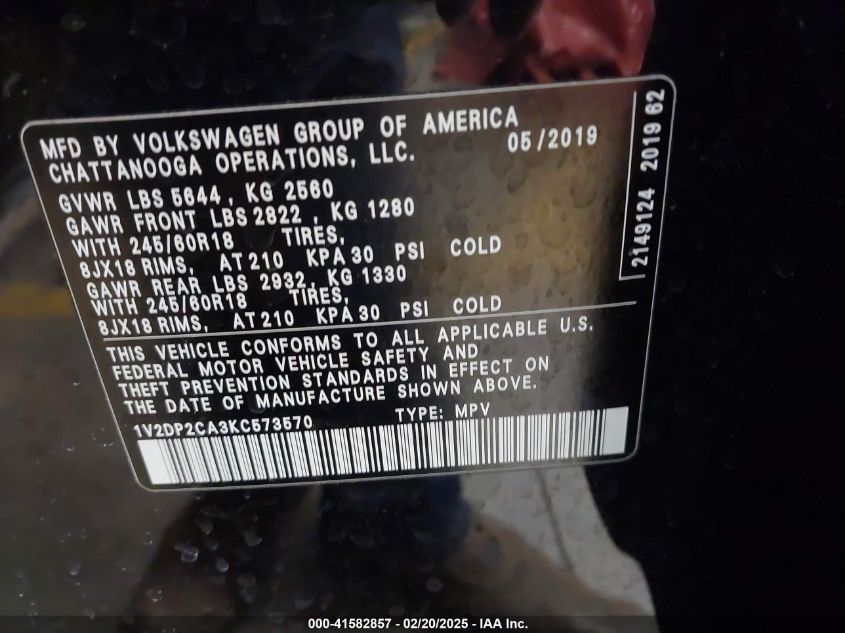 MFD BY VOLKSWAGEN GROUP OF AMERICA
CHATTANOOGA OPERATIONS, LLC. 05/2019
GVWR LBS 5644, KG 2560
GAWR FRONT LBS 2822, KG 1280
WITH 245/60R18 TIRES,
8JX18 RIMS, AT 210 KPA 30 PSI COLD
GAWR REAR LBS 2932, KG 1330
WITH 245/60R18 TIRES,
8JX18 RIMS, AT 210 KPA 30 PSI COLD
THIS VEHICLE CONFORMS TO ALL APPLICABLE U.S.
FEDERAL MOTOR VEHICLE SAFETY AND
THEFT PREVENTION STANDARDS IN EFFECT ON
THE DATE OF MANUFACTURE SHOWN ABOVE.
1V2DP2CA3KC573570 TYPE: MPV
2149124 2019 62
000-41582857 - 02/20/2025 - IAA Inc.